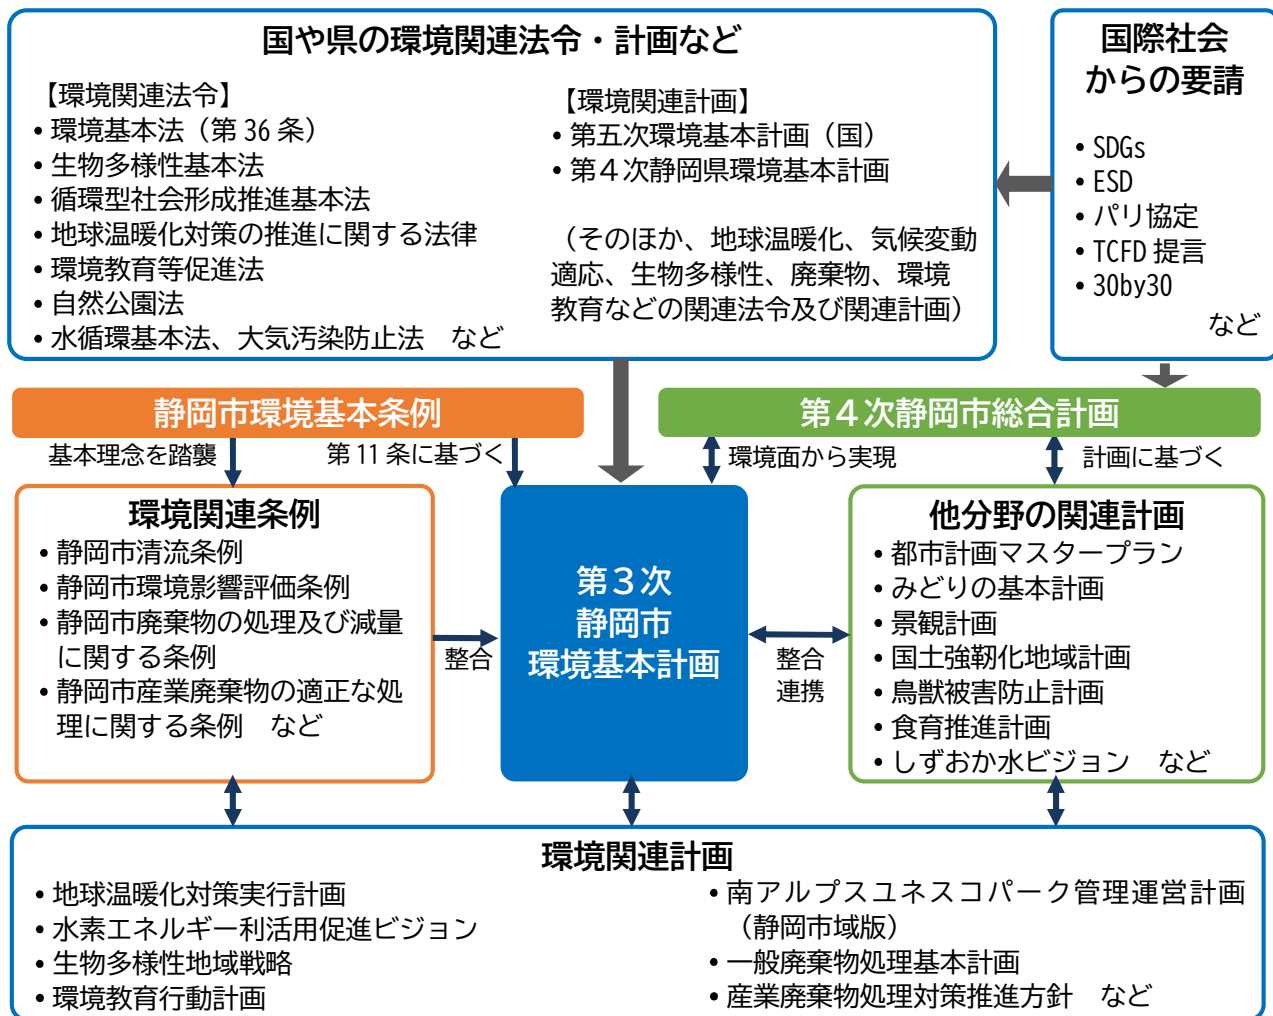 国や県の環境関連法令・計画など
【環境関連法令】
• 環境基本法（第 36 条）
• 生物多様性基本法
• 循環型社会形成推進基本法
• 地球温暖化対策の推進に関する法律
• 環境教育等促進法
• 自然公園法
• 水循環基本法、大気汚染防止法　など
【環境関連計画】
• 第五次環境基本計画（国）
• 第４次静岡県環境基本計画
（そのほか、地球温暖化、気候変動
適応、生物多様性、廃棄物、環境
教育などの関連法令及び関連計画）
国際社会
からの要請
• SDGs
• ESD
• パリ協定
• TCFD 提言
• 30by30
など
静岡市環境基本条例
第４次静岡市総合計画
基本理念を踏襲
第 11 条に基づく
環境面から実現
計画に基づく
環境関連条例
• 静岡市清流条例
• 静岡市環境影響評価条例
• 静岡市廃棄物の処理及び減量
に関する条例
• 静岡市産業廃棄物の適正な処
理に関する条例　など
整合
第３次
静岡市
環境基本計画
整合
連携
他分野の関連計画
• 都市計画マスタープラン
• みどりの基本計画
• 景観計画
• 国土強靭化地域計画
• 鳥獣被害防止計画
• 食育推進計画
• しずおか水ビジョン　など
環境関連計画
• 地球温暖化対策実行計画
• 水素エネルギー利活用促進ビジョン
• 生物多様性地域戦略
• 環境教育行動計画
• 南アルプスユネスコパーク管理運営計画
（静岡市域版）
• 一般廃棄物処理基本計画
• 産業廃棄物処理対策推進方針　など